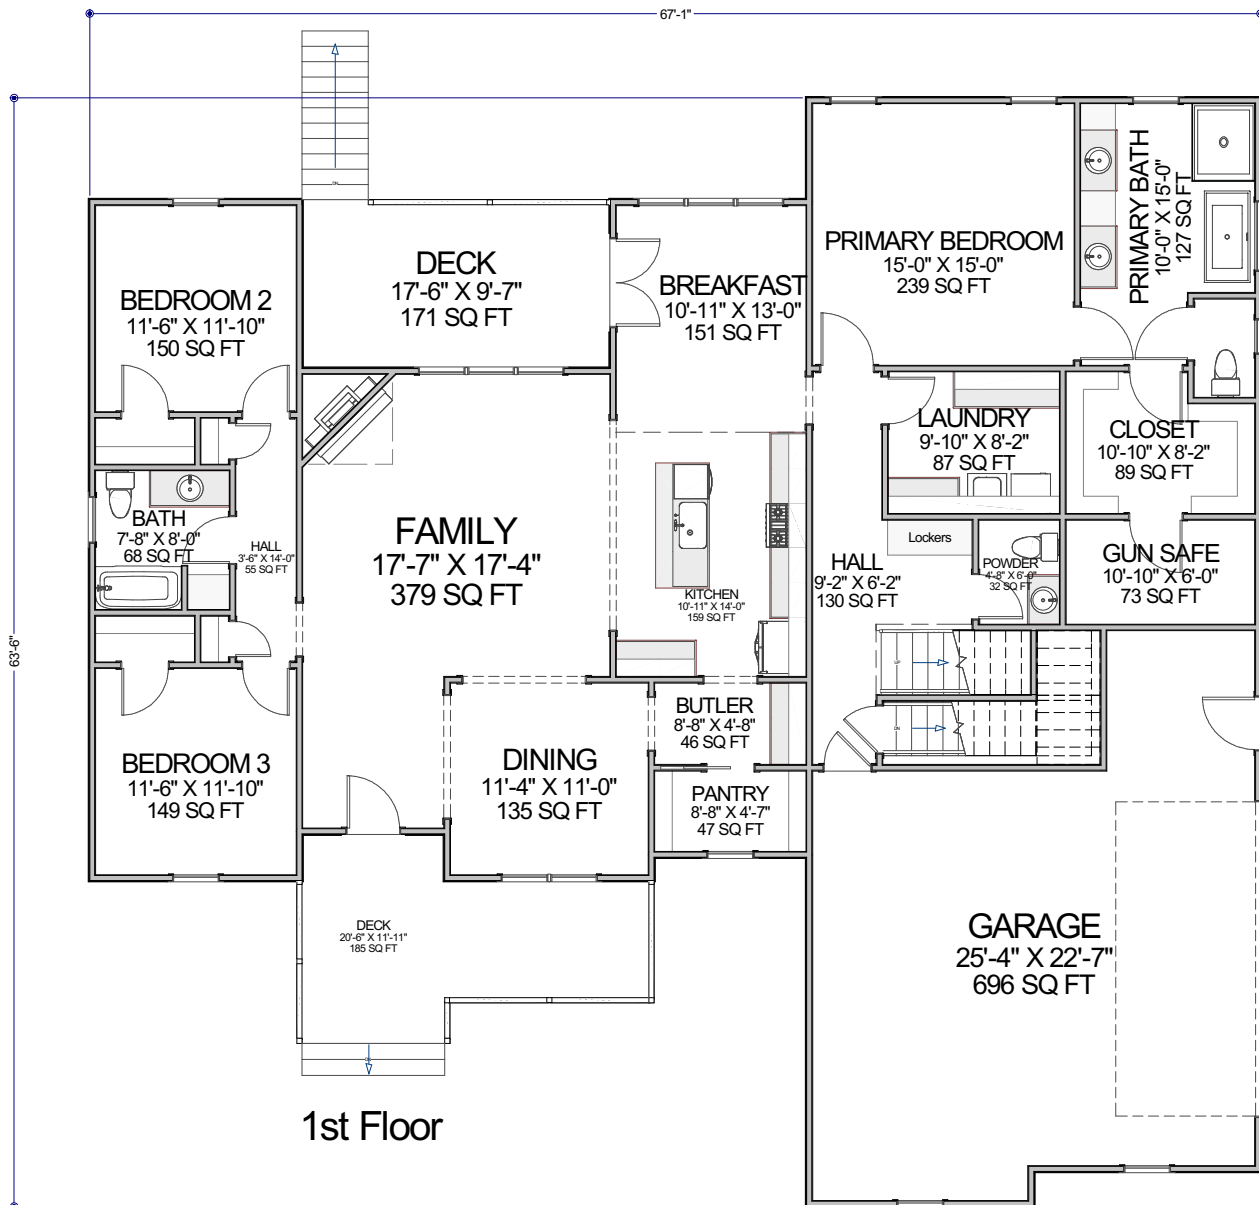 67'-1"
63'-6"
PRIMARY BATH
10'-0" X 15'-0"
127 SQ FT
PRIMARY BEDROOM
15'-0" X 15'-0"
239 SQ FT
DECK
17'-6" X 9'-7"
171 SQ FT
BREAKFAST
10'-11" X 13'-0"
151 SQ FT
BEDROOM 2
11'-6" X 11'-10"
150 SQ FT
LAUNDRY
9'-10" X 8'-2"
87 SQ FT
CLOSET
10'-10" X 8'-2"
89 SQ FT
BATH
7'-8" X 8'-0"
68 SQ FT
HALL
3'-6" X 14'-0"
55 SQ FT
FAMILY
17'-7" X 17'-4"
379 SQ FT
KITCHEN
10'-11" X 14'-0"
159 SQ FT
HALL
9'-2" X 6'-2"
130 SQ FT
Lockers
POWDER
4'-8" X 6'-0"
32 SQ FT
GUN SAFE
10'-10" X 6'-0"
73 SQ FT
UP
DN
BUTLER
8'-8" X 4'-8"
46 SQ FT
BEDROOM 3
11'-6" X 11'-10"
149 SQ FT
DINING
11'-4" X 11'-0"
135 SQ FT
PANTRY
8'-8" X 4'-7"
47 SQ FT
DECK
20'-6" X 11'-11"
185 SQ FT
GARAGE
25'-4" X 22'-7"
696 SQ FT
1st Floor